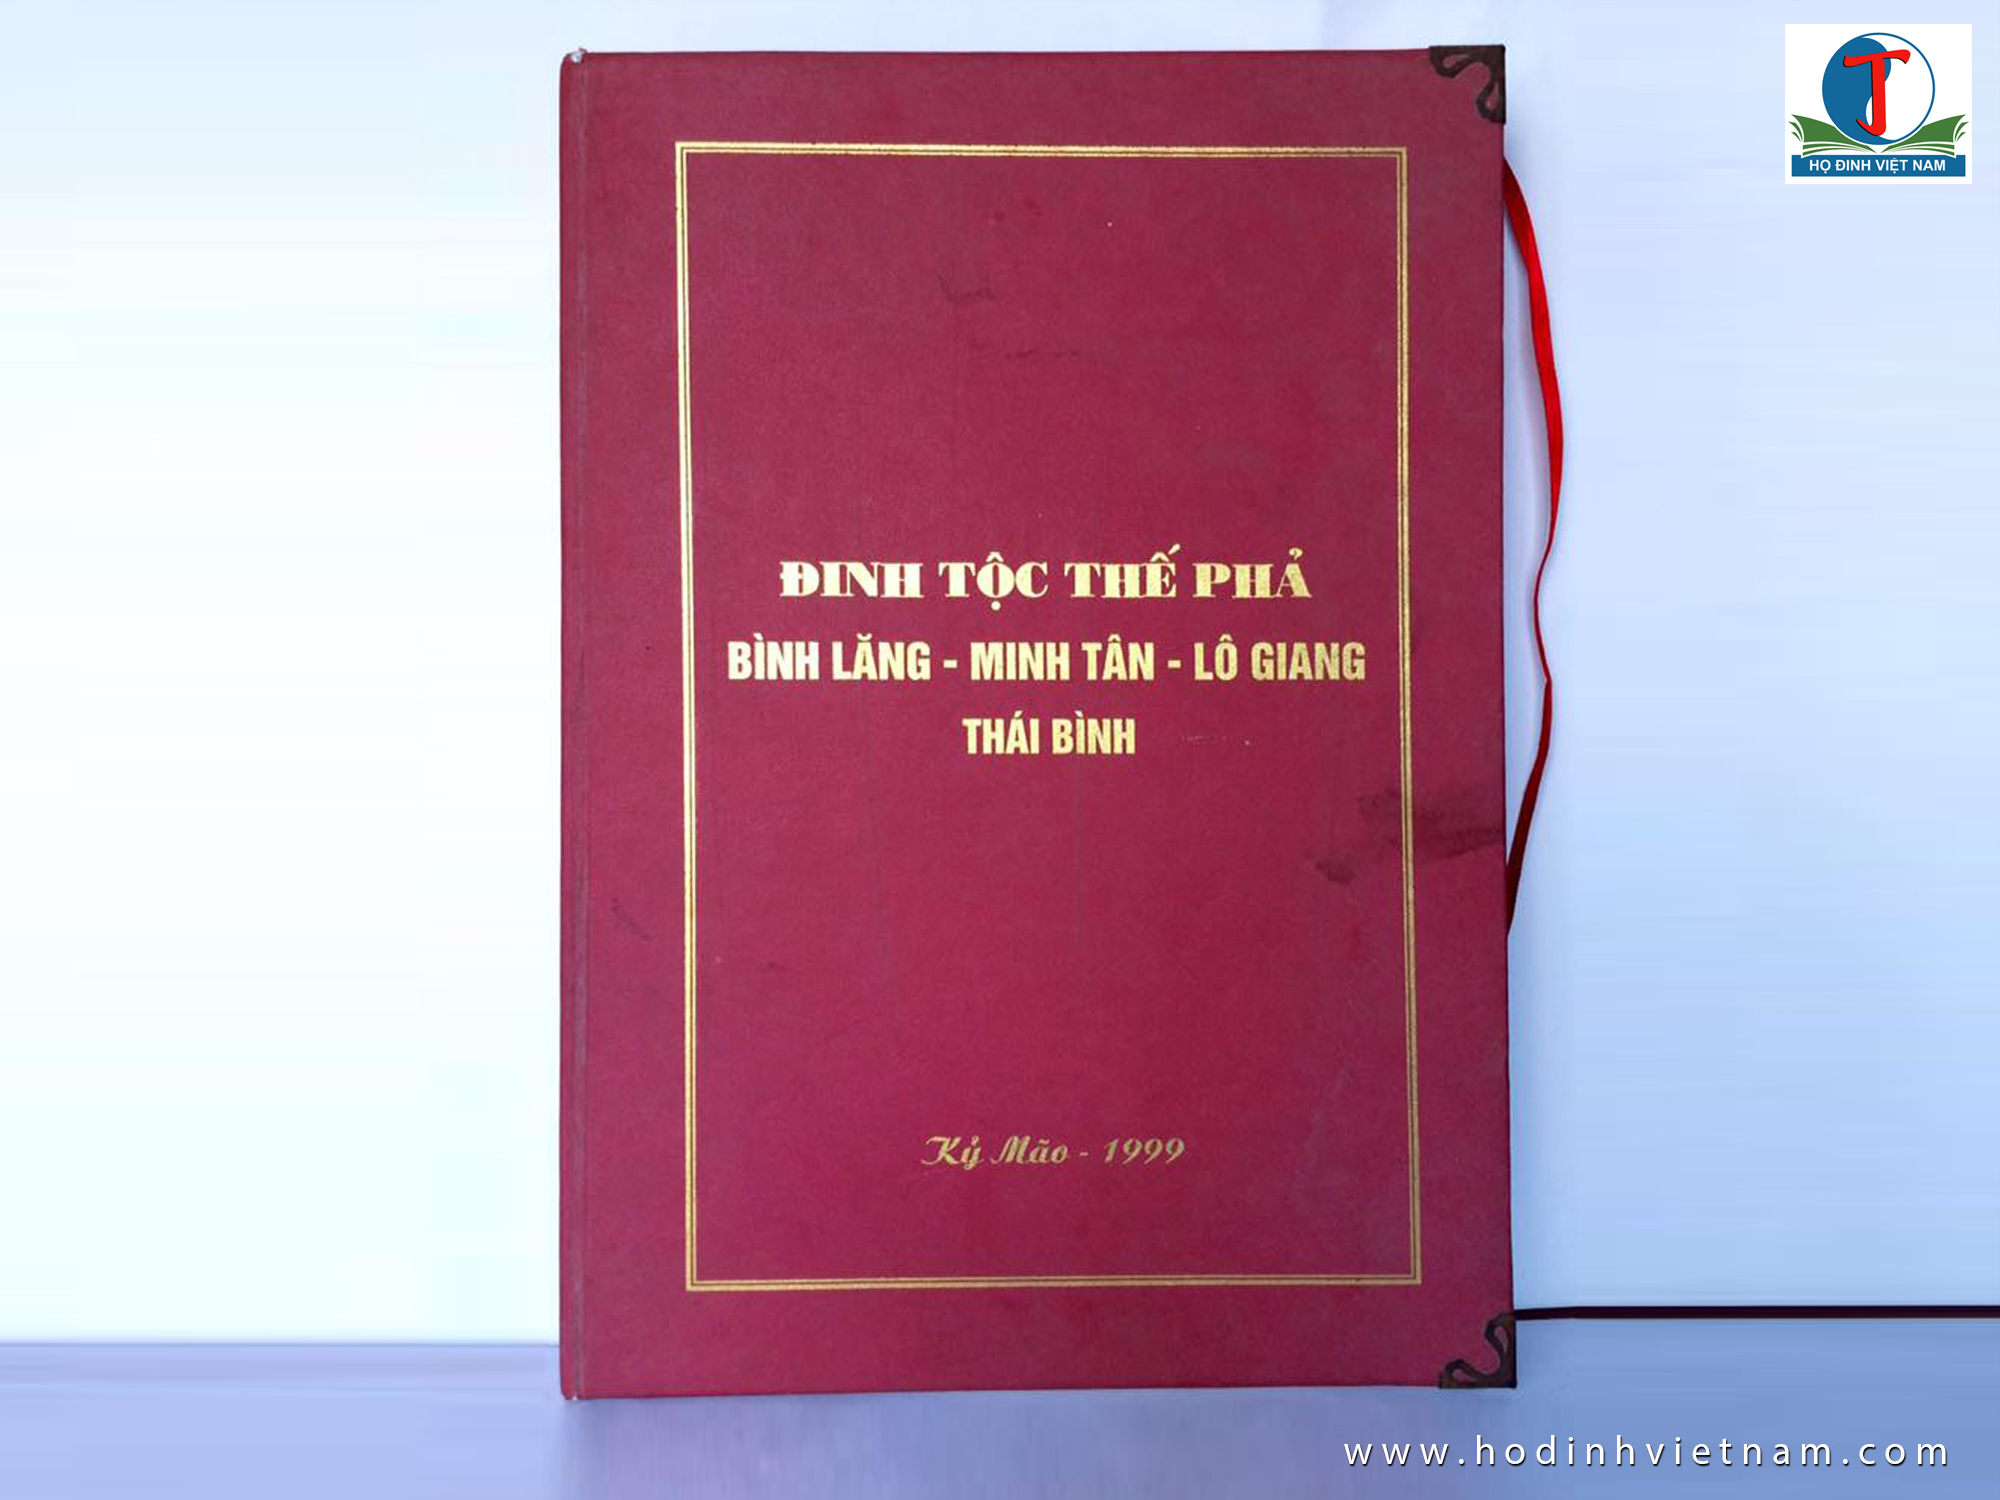 T
HỌ ĐINH VIỆT NAM
ĐINH TỘC THẾ PHẢ
BÌNH LĂNG - MINH TÂN - LÔ GIANG
THÁI BÌNH
Kỷ Mão - 1999
www.hodinhvietnam.com